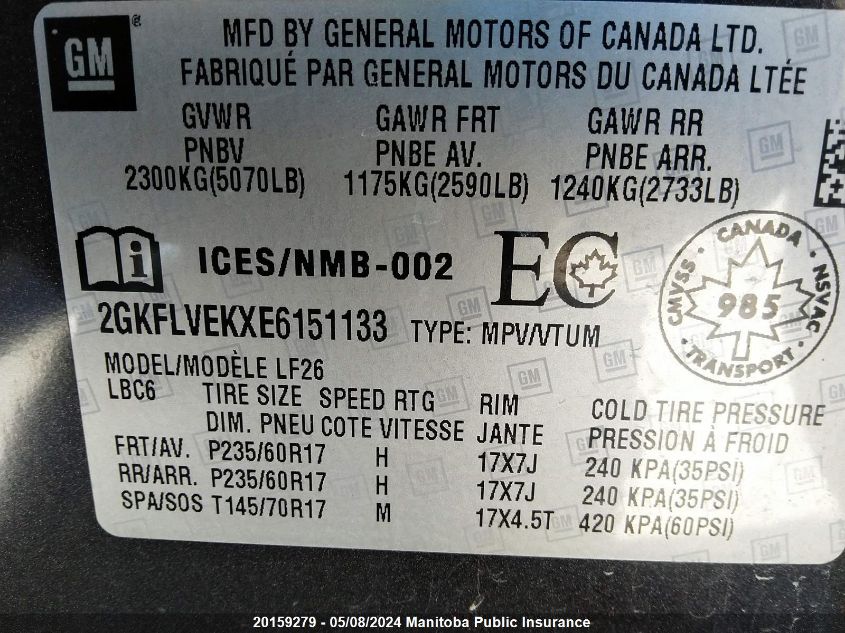 GM
MFD BY GENERAL MOTORS OF CANADA LTD.
FABRIQUÉ PAR GENERAL MOTORS DU CANADA LTÉE
GVWR GAWR FRT GAWR RR
PNBV PNBE AV. PNBE ARR.
2300KG(5070LB) 1175KG(2590LB) 1240KG(2733LB)
ICES/NMB-002 EC
CANADA
CMVSS 985 NSVAC
TRANSPORT
2GKFLVEKXE6151133 TYPE: MPV/VTUM
MODEL/MODÈLE LF26
LBC6 TIRE SIZE SPEED RTG RIM COLD TIRE PRESSURE
DIM. PNEU COTE VITESSE JANTE PRESSION À FROID
FRT/AV. P235/60R17 H 17X7J 240 KPA(35PSI)
RR/ARR. P235/60R17 H 17X7J 240 KPA(35PSI)
SPA/SOS T145/70R17 M 17X4.5T 420 KPA(60PSI)
20159279 - 05/08/2024 Manitoba Public Insurance